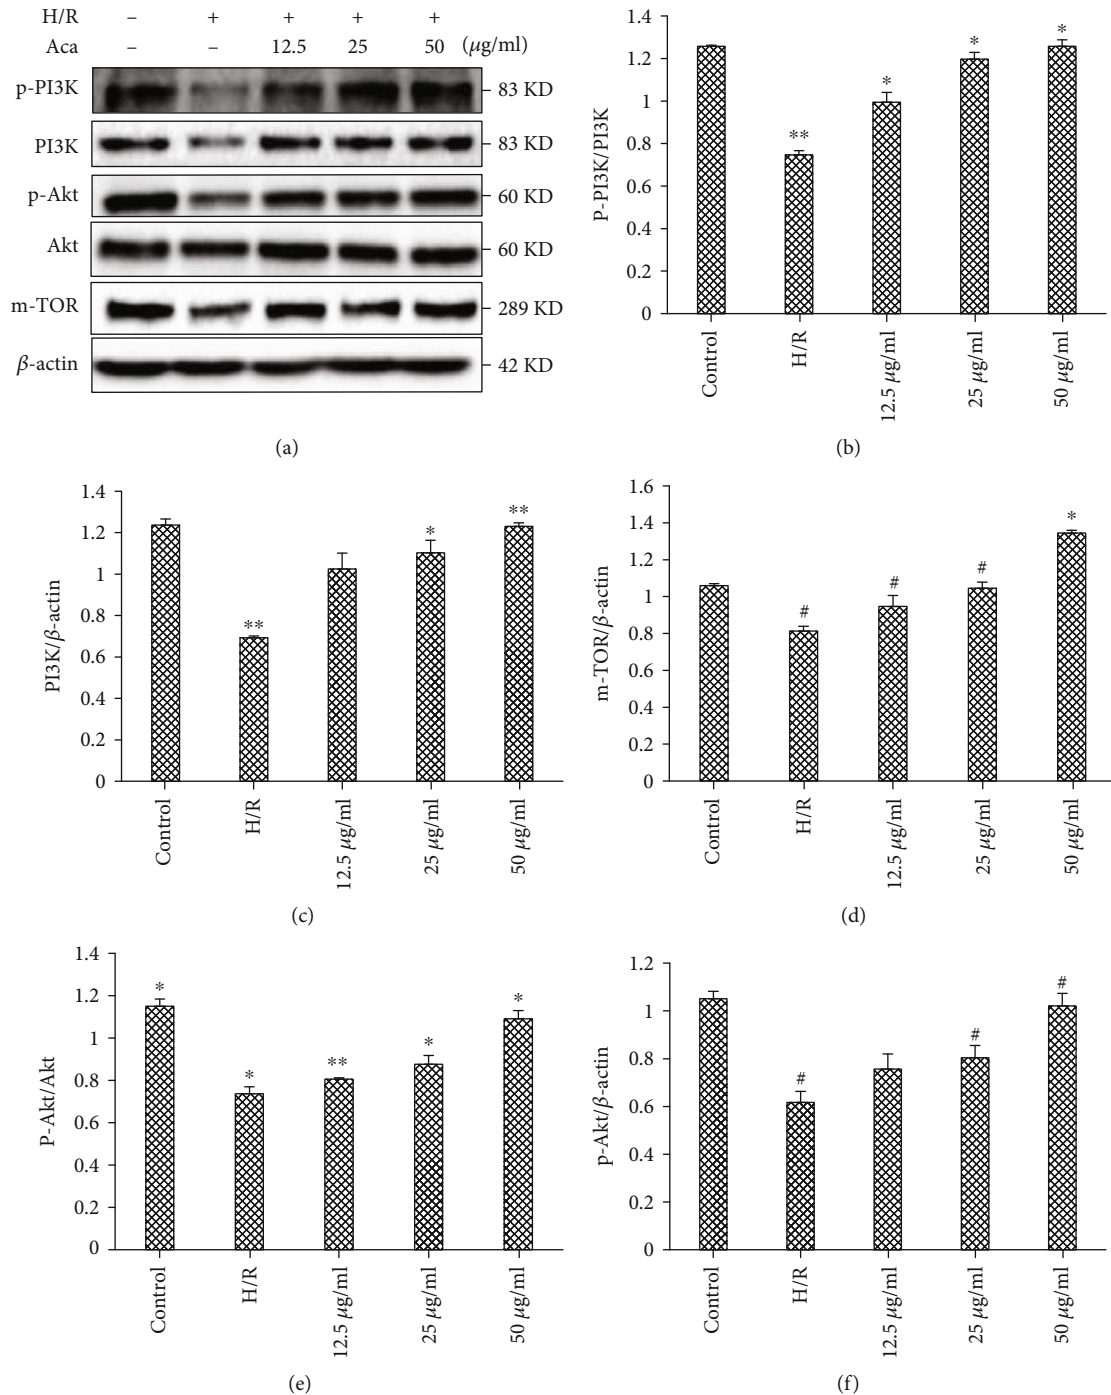 H/R – + + + +
Aca – – 12.5 25 50 (μg/ml)
p-PI3K 83 KD
PI3K 83 KD
p-Akt 60 KD
Akt 60 KD
m-TOR 289 KD
β-actin 42 KD
(a)
P-PI3K/PI3K
1.4
1.2
1
0.8
0.6
0.4
0.2
0
**
*
*
*
Control
H/R
12.5 μg/ml
25 μg/ml
50 μg/ml
(b)
PI3K/β-actin
1.4
1.2
1
0.8
0.6
0.4
0.2
0
**
*
**
Control
H/R
12.5 μg/ml
25 μg/ml
50 μg/ml
(c)
m-TOR/β-actin
1.6
1.4
1.2
1
0.8
0.6
0.4
0.2
0
#
#
#
*
Control
H/R
12.5 μg/ml
25 μg/ml
50 μg/ml
(d)
P-Akt/Akt
1.4
1.2
1
0.8
0.6
0.4
0.2
0
*
*
**
*
*
Control
H/R
12.5 μg/ml
25 μg/ml
50 μg/ml
(e)
p-Akt/β-actin
1.2
1
0.8
0.6
0.4
0.2
0
#
#
#
Control
H/R
12.5 μg/ml
25 μg/ml
50 μg/ml
(f)